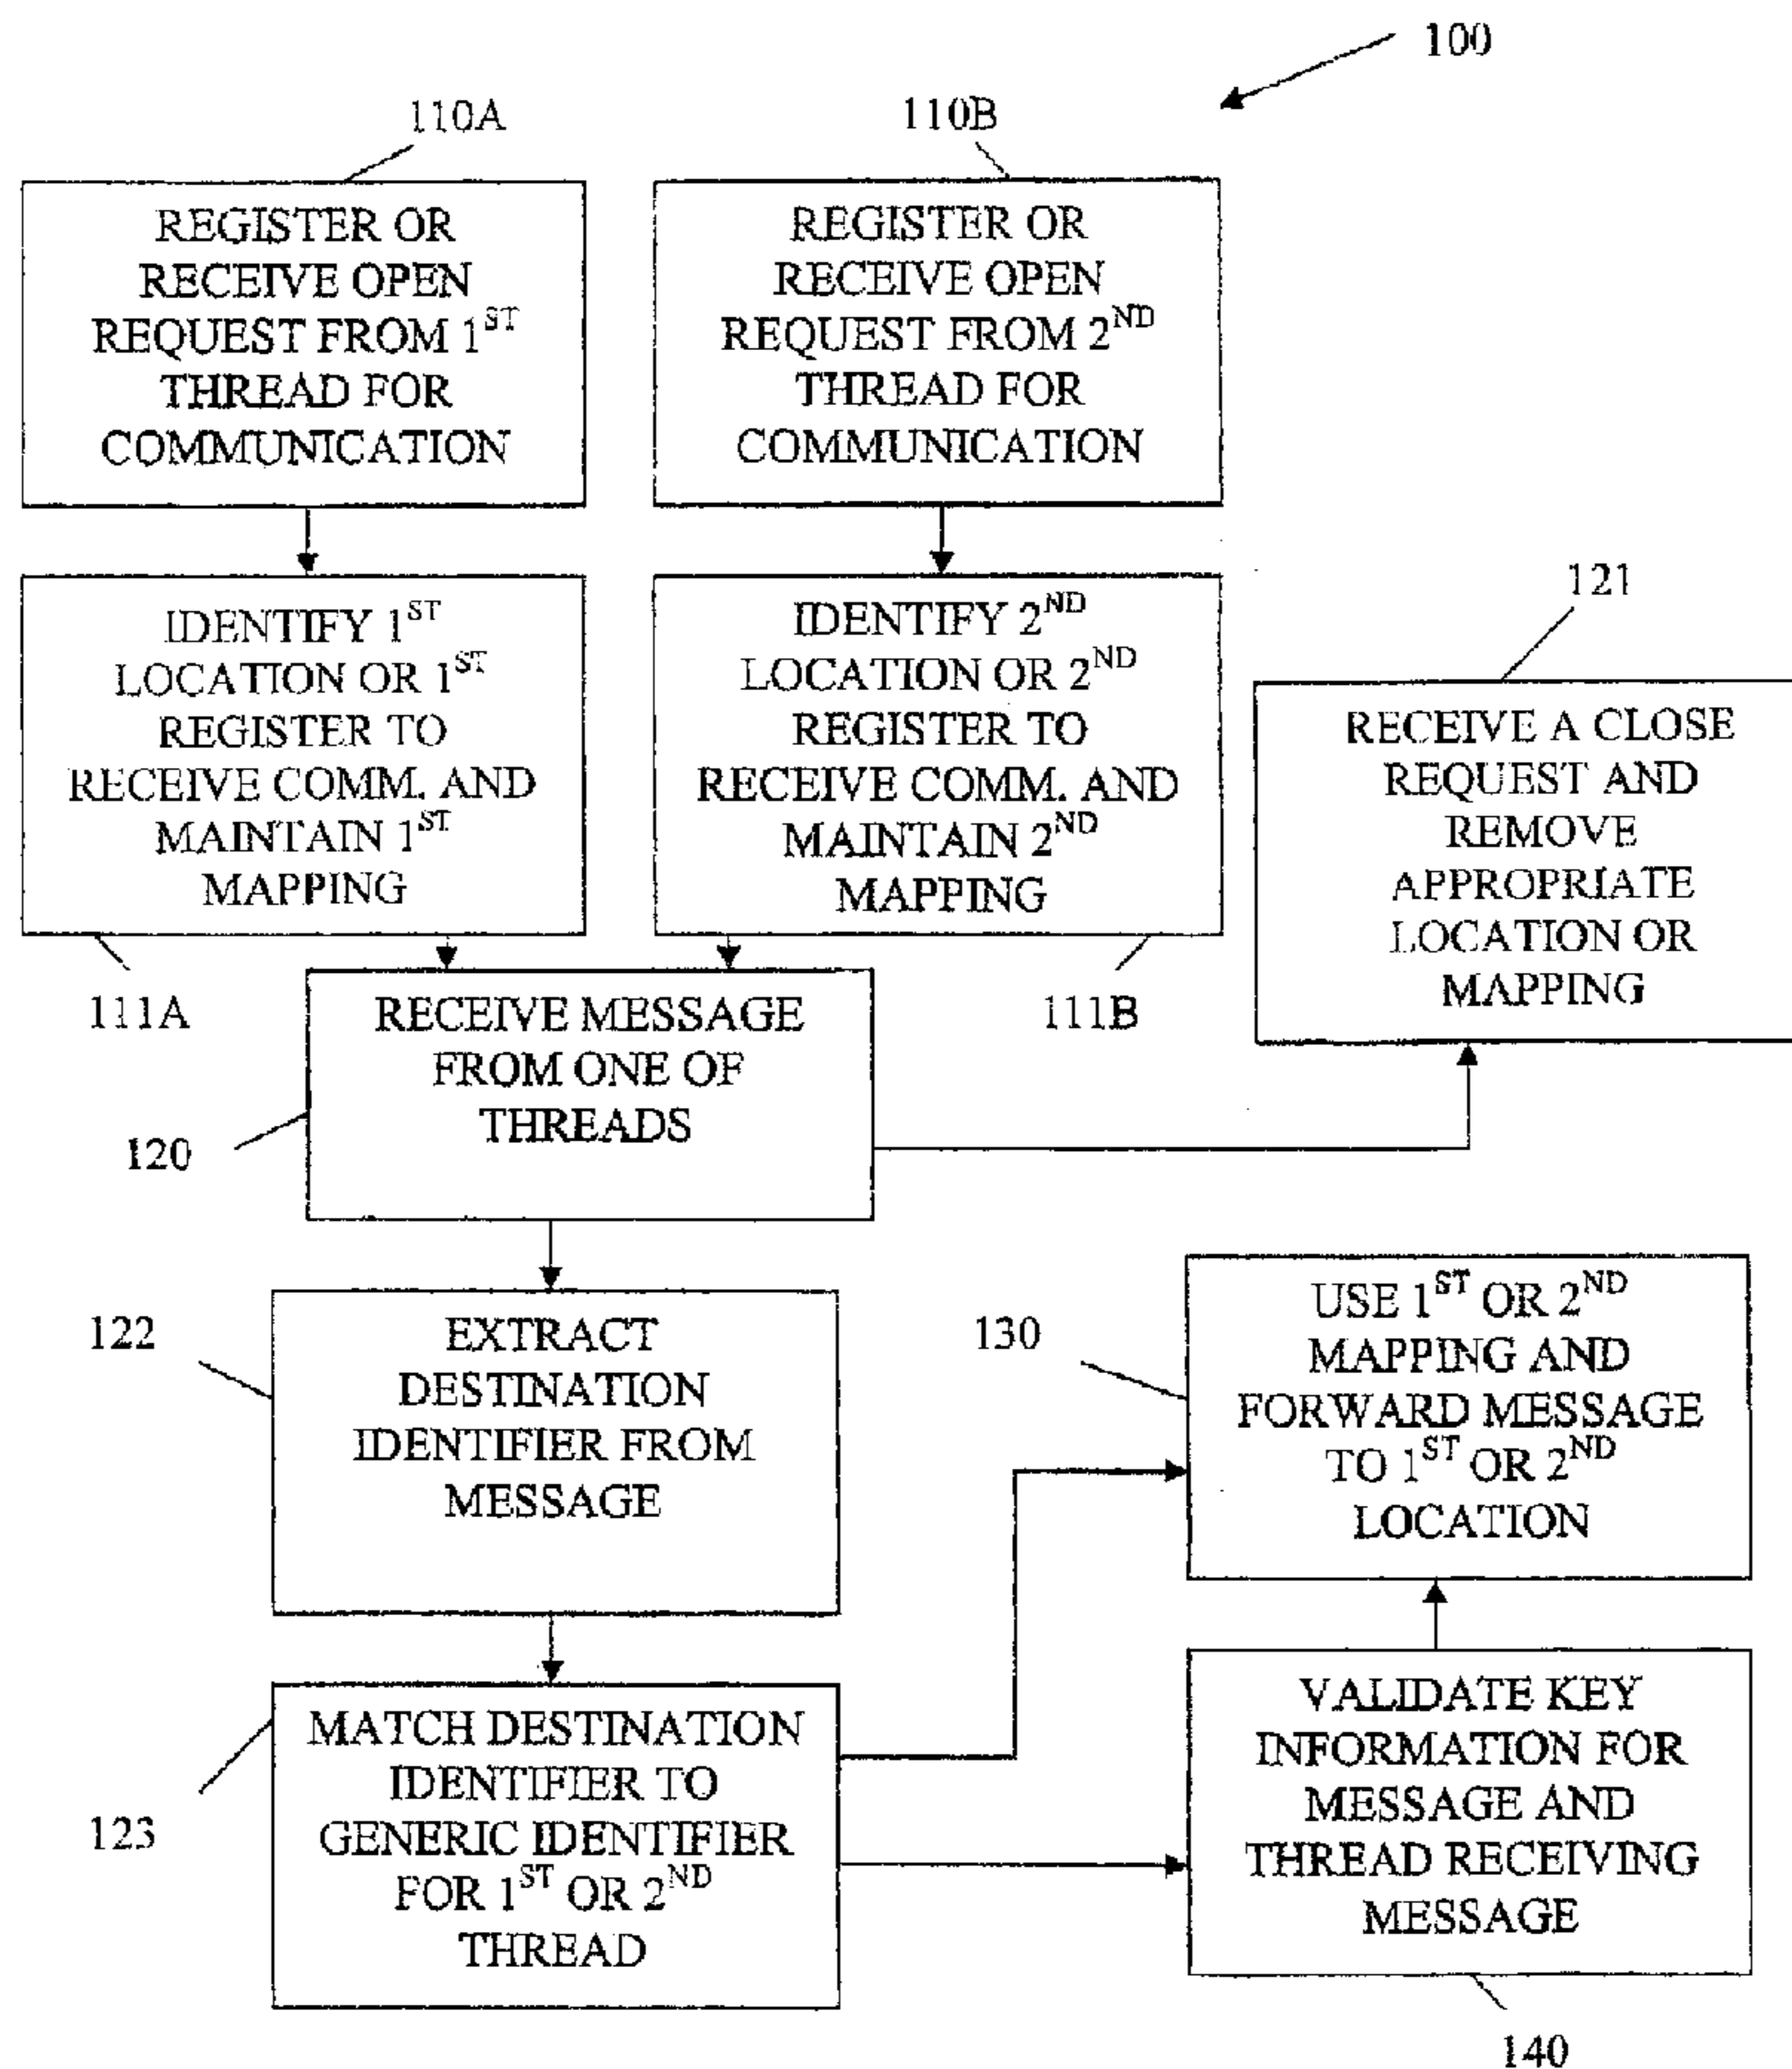 100
110A
110B
REGISTER OR
RECEIVE OPEN
REQUEST FROM 1ST
THREAD FOR
COMMUNICATION
REGISTER OR
RECEIVE OPEN
REQUEST FROM 2ND
THREAD FOR
COMMUNICATION
IDENTIFY 1ST
LOCATION OR 1ST
REGISTER TO
RECEIVE COMM. AND
MAINTAIN 1ST
MAPPING
111A
IDENTIFY 2ND
LOCATION OR 2ND
REGISTER TO
RECEIVE COMM. AND
MAINTAIN 2ND
MAPPING
111B
121
RECEIVE A CLOSE
REQUEST AND
REMOVE
APPROPRIATE
LOCATION OR
MAPPING
RECEIVE MESSAGE
FROM ONE OF
THREADS
120
122
EXTRACT
DESTINATION
IDENTIFIER FROM
MESSAGE
130
USE 1ST OR 2ND
MAPPING AND
FORWARD MESSAGE
TO 1ST OR 2ND
LOCATION
123
MATCH DESTINATION
IDENTIFIER TO
GENERIC IDENTIFIER
FOR 1ST OR 2ND
THREAD
VALIDATE KEY
INFORMATION FOR
MESSAGE AND
THREAD RECEIVING
MESSAGE
140